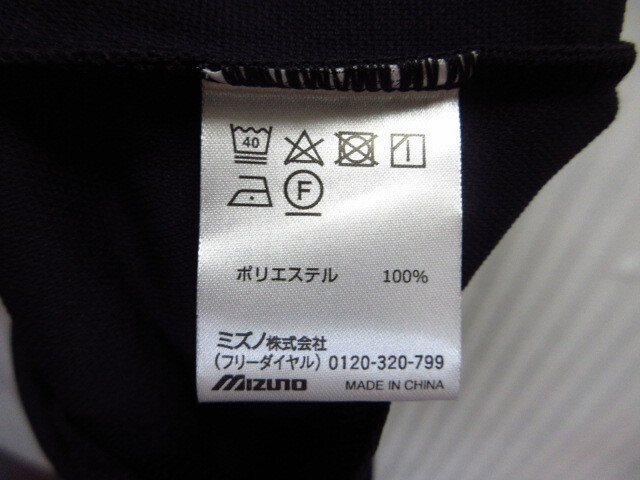 40
F
ポリエステル 100%
ミズノ株式会社
(フリーダイヤル) 0120-320-799
MIZUNO MADE IN CHINA